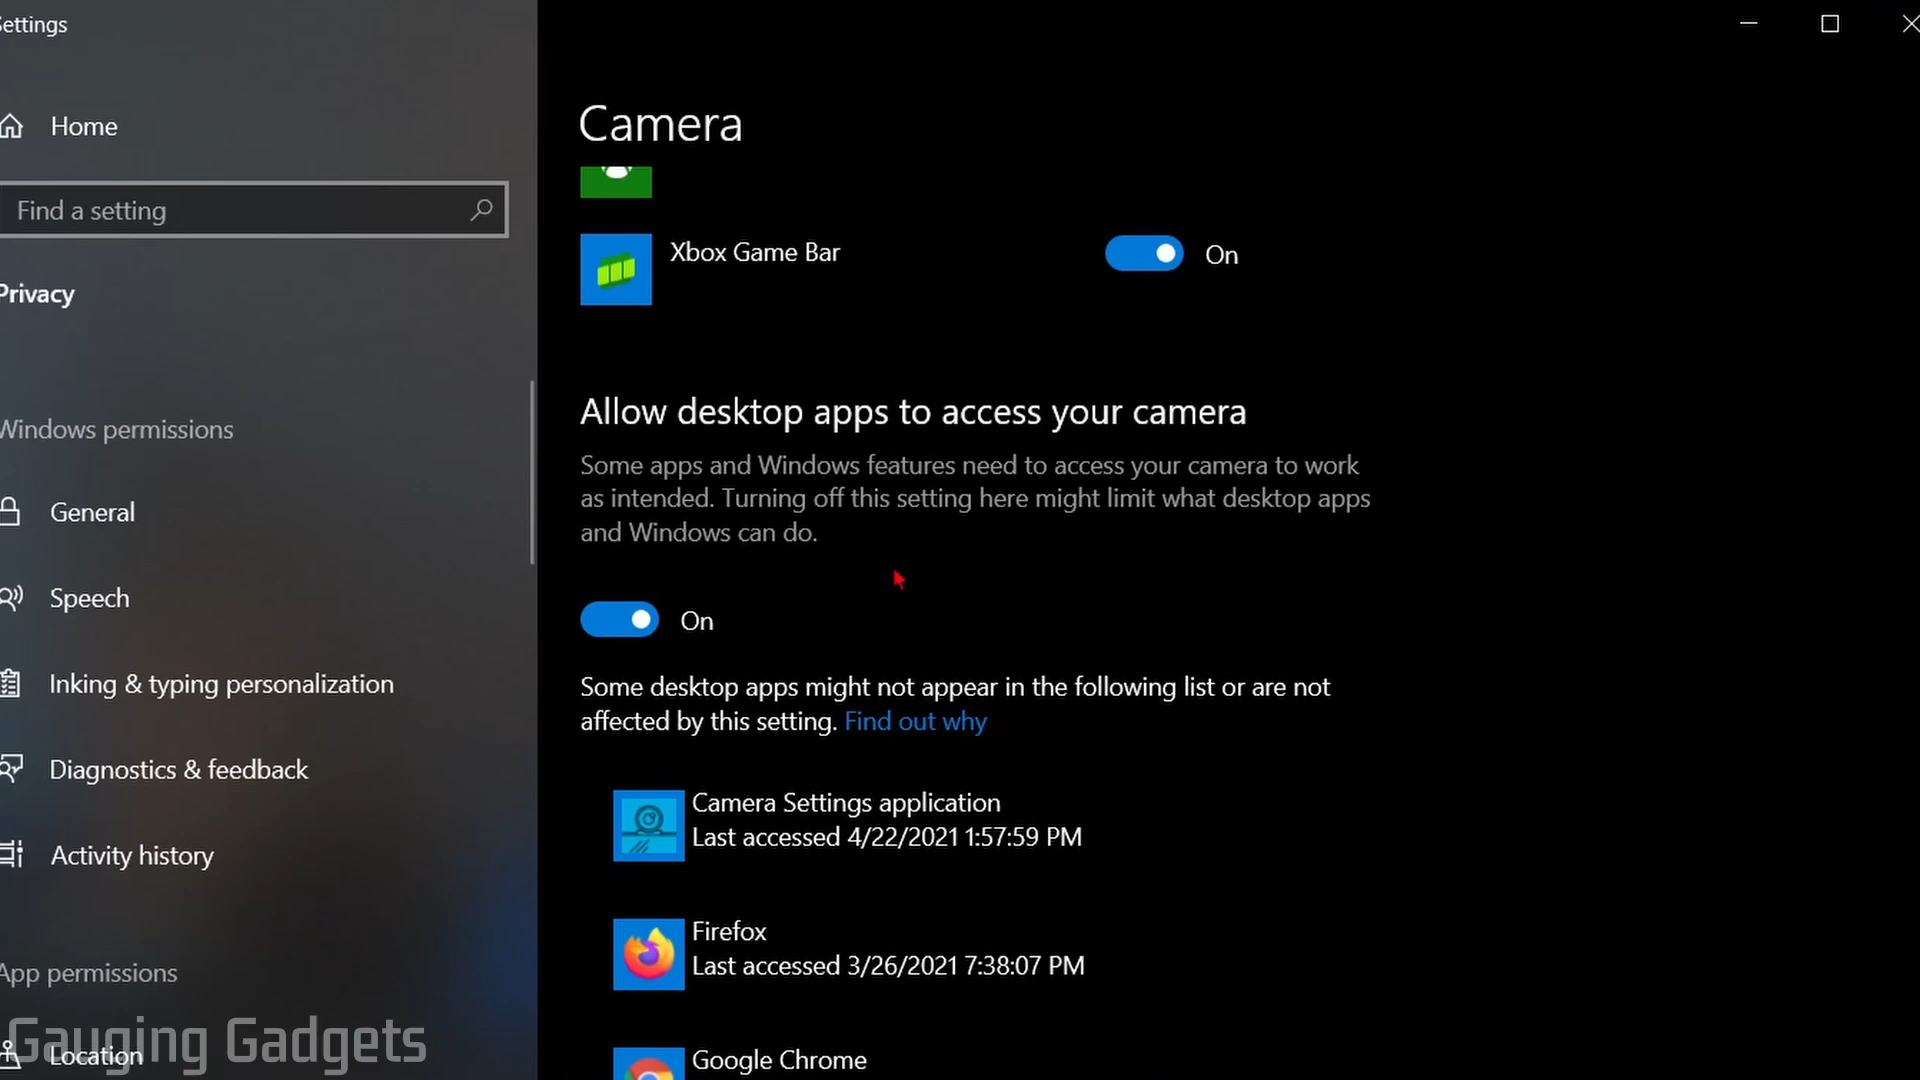 Settings
Home
Find a setting
Privacy
Windows permissions
General
Speech
Inking & typing personalization
Diagnostics & feedback
Activity history
App permissions
Location
Gauging Gadgets
Camera
Xbox Game Bar
On
Allow desktop apps to access your camera
Some apps and Windows features need to access your camera to work
as intended. Turning off this setting here might limit what desktop apps
and Windows can do.
On
Some desktop apps might not appear in the following list or are not
affected by this setting. Find out why
Camera Settings application
Last accessed 4/22/2021 1:57:59 PM
Firefox
Last accessed 3/26/2021 7:38:07 PM
Google Chrome